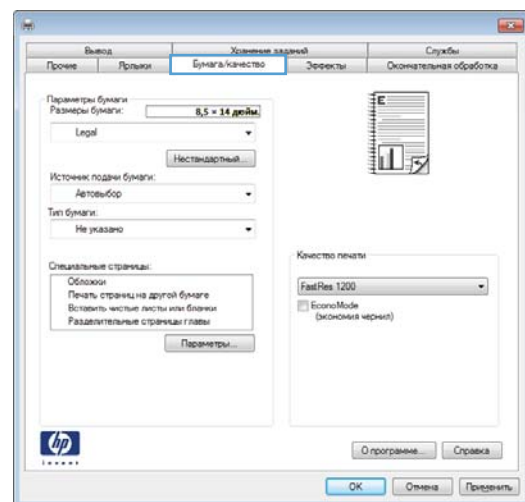 Вывод Хранение заданий Службы
Прочие Ярлыки Бумага/качество Эффекты Окончательная обработка
Параметры бумаги
Размеры бумаги: 8,5 × 14 дюйм.
Legal
Нестандартный...
Источник подачи бумаги:
Автовыбор
Тип бумаги:
Не указано
Специальные страницы:
Обложки
Печать страниц на другой бумаге
Вставить чистые листы или бланки
Разделительные страницы главы
Параметры...
E
Качество печати
FastRes 1200
EconoMode
(экономия чернил)
hp
invent
О программе... Справка
OK Отмена Применить